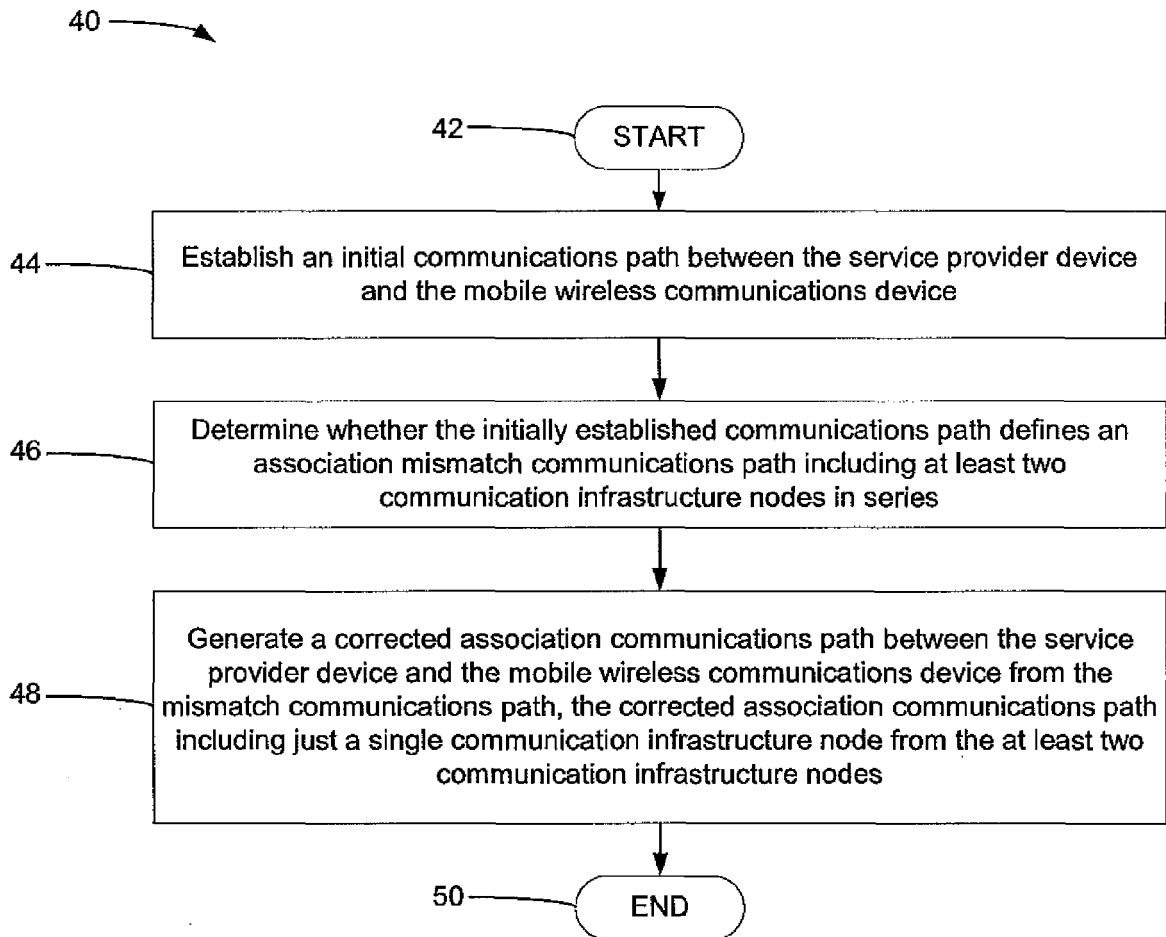 40
42
START
44
Establish an initial communications path between the service provider device
and the mobile wireless communications device
46
Determine whether the initially established communications path defines an
association mismatch communications path including at least two
communication infrastructure nodes in series
48
Generate a corrected association communications path between the service
provider device and the mobile wireless communications device from the
mismatch communications path, the corrected association communications path
including just a single communication infrastructure node from the at least two
communication infrastructure nodes
50
END